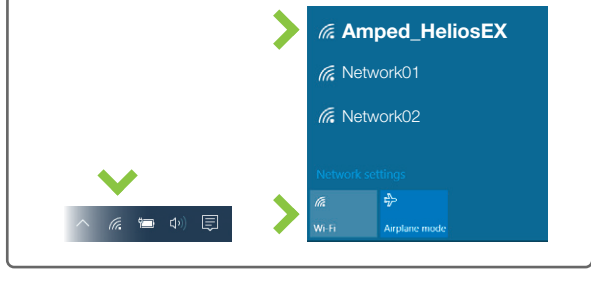 Amped_HeliosEX
Network01
Network02
Network settings
Wi-Fi
Airplane mode